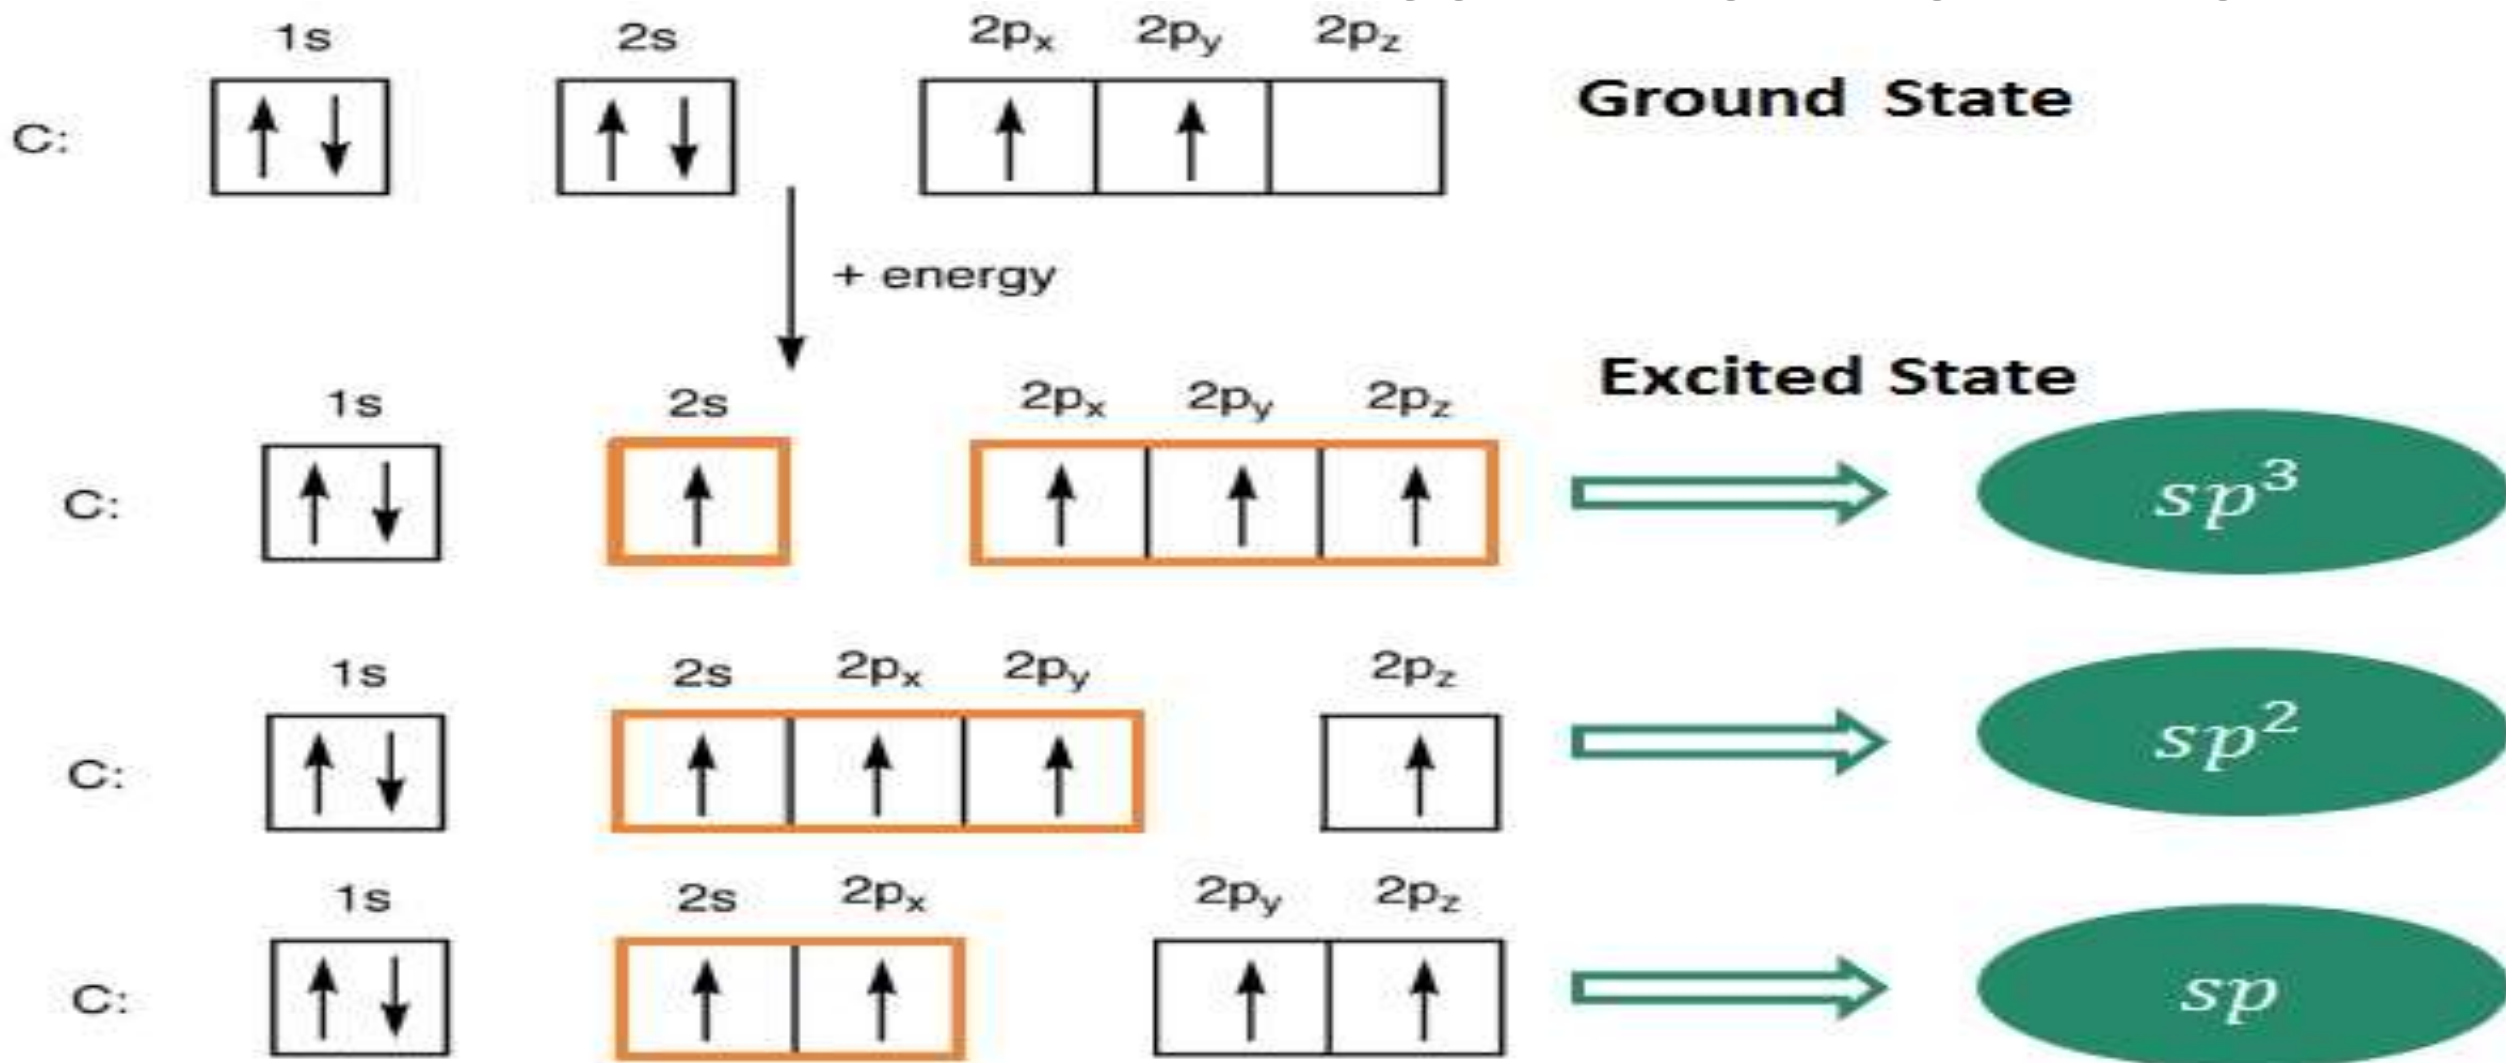 1s 2s 2pₓ 2pᵧ 2p_z
Ground State
C:
+ energy
Excited State
1s 2s 2pₓ 2pᵧ 2p_z
C:
sp³
1s 2s 2pₓ 2pᵧ 2p_z
C:
sp²
1s 2s 2pₓ 2pᵧ 2p_z
C:
sp